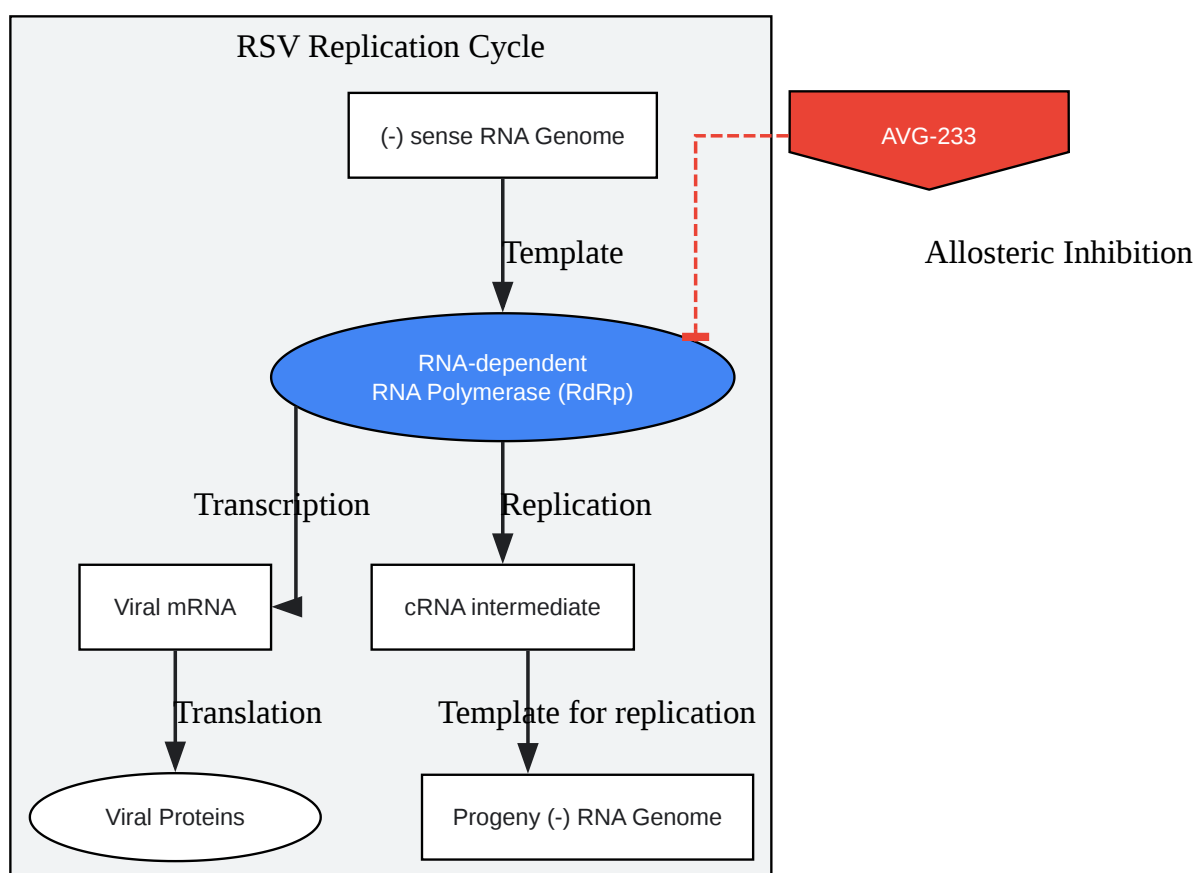 RSV Replication Cycle
(-) sense RNA Genome
AVG-233
Template
Allosteric Inhibition
RNA-dependent
RNA Polymerase (RdRp)
Transcription
Replication
Viral mRNA
cRNA intermediate
Translation
Template for replication
Viral Proteins
Progeny (-) RNA Genome